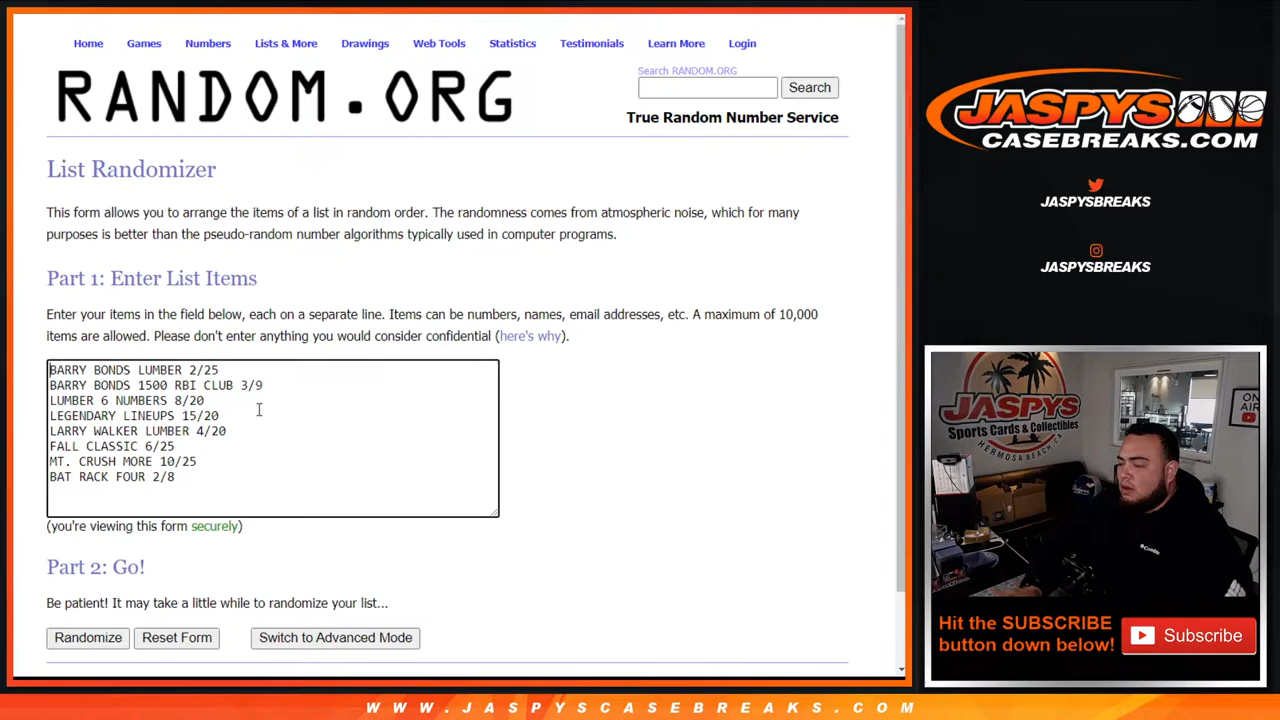 Home Games Numbers Lists & More Drawings Web Tools Statistics Testimonials Learn More Login
RANDOM.ORG
Search RANDOM.ORG
Search
True Random Number Service
List Randomizer
This form allows you to arrange the items of a list in random order. The randomness comes from atmospheric noise, which for many
purposes is better than the pseudo-random number algorithms typically used in computer programs.
Part 1: Enter List Items
Enter your items in the field below, each on a separate line. Items can be numbers, names, email addresses, etc. A maximum of 10,000
items are allowed. Please don't enter anything you would consider confidential (here's why).
BARRY BONDS LUMBER 2/25
BARRY BONDS 1500 RBI CLUB 3/9
LUMBER 6 NUMBERS 8/20
LEGENDARY LINEUPS 15/20
LARRY WALKER LUMBER 4/20
FALL CLASSIC 6/25
MT. CRUSH MORE 10/25
BAT RACK FOUR 2/8
(you're viewing this form securely)
Part 2: Go!
Be patient! It may take a little while to randomize your list...
Randomize Reset Form Switch to Advanced Mode
JASPYS
CASEBREAKS.COM
JASPYSBREAKS
JASPYSBREAKS
JASPY'S
Sports Cards & Collectibles
HERMOSA BEACH, CA
ON AIR
Columbia
Hit the SUBSCRIBE
button down below!
Subscribe
WWW.JASPYSCASEBREAKS.COM